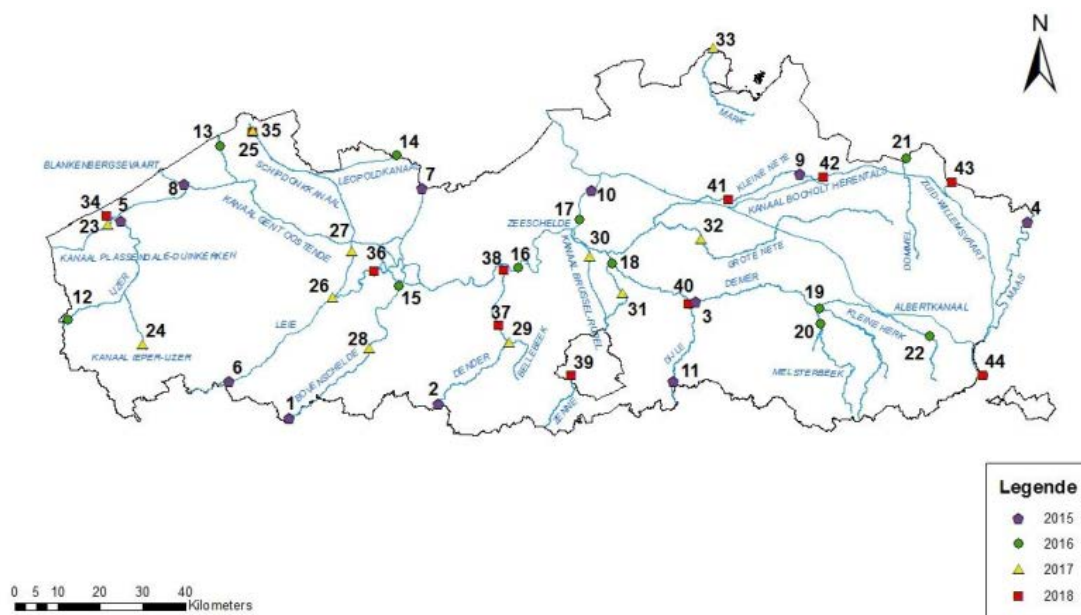 N
33
13
35
25
14
21
MARK
BLANKENBERGSEVAART
SCHIPDONKKANAAL
LEOPOLDKANAAL
7
9
42
43
8
KLEINE NETE
10
41
KANAAL BOCHOLT HERENTALS
ZUID-WILLEMSVAART
34
5
23
KANAAL GENT OOSTENDE
17
ZEESCHELDE
4
32
27
30
GROTE NETE
DOMMEL
KANAAL PLASSENDALE-DUINKERKEN
36
38
16
18
KANAAL BRUSSEL-RUPEL
MAAS
IJZER
26
15
31
40
DEMER
3
19
ALBERTKANAAL
12
37
20
KLEINE HERK
LEIE
24
28
29
22
KANAAL IEPER-IJZER
BELLEBEEK
DIJLE
MELSTERBEEK
6
BOVENSCHELDE
DENDER
39
11
44
1
2
ZENNE
Legende
2015
2016
2017
2018
0 5 10 20 30 40
Kilometers